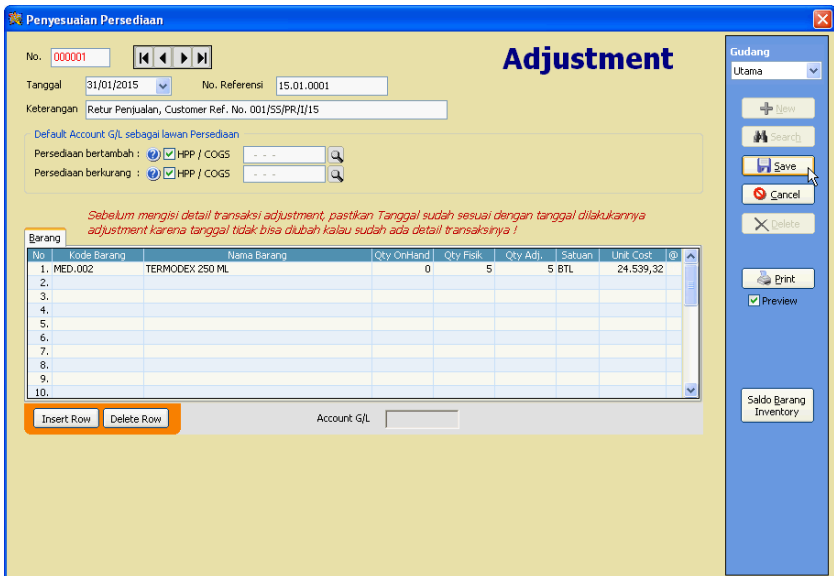 Penyesuaian Persediaan
No. 000001
Adjustment
Tanggal 31/01/2015 No. Referensi 15.01.0001
Keterangan Retur Penjualan, Customer Ref. No. 001/SS/PR/I/15
Default Account G/L sebagai lawan Persediaan
Persediaan bertambah : HPP / COGS - - -
Persediaan berkurang : HPP / COGS - - -
Sebelum mengisi detail transaksi adjustment, pastikan Tanggal sudah sesuai dengan tanggal dilakukannya
adjustment karena tanggal tidak bisa diubah kalau sudah ada detail transaksinya !
Barang
No Kode Barang Nama Barang Qty OnHand Qty Fisik Qty Adj. Satuan Unit Cost @
1. MED.002 TERMODEX 250 ML 0 5 5 BTL 24.539,32
2.
3.
4.
5.
6.
7.
8.
9.
10.
Insert Row Delete Row Account G/L
Gudang
Utama
New
Search
Save
Cancel
Delete
Print
Preview
Saldo Barang
Inventory